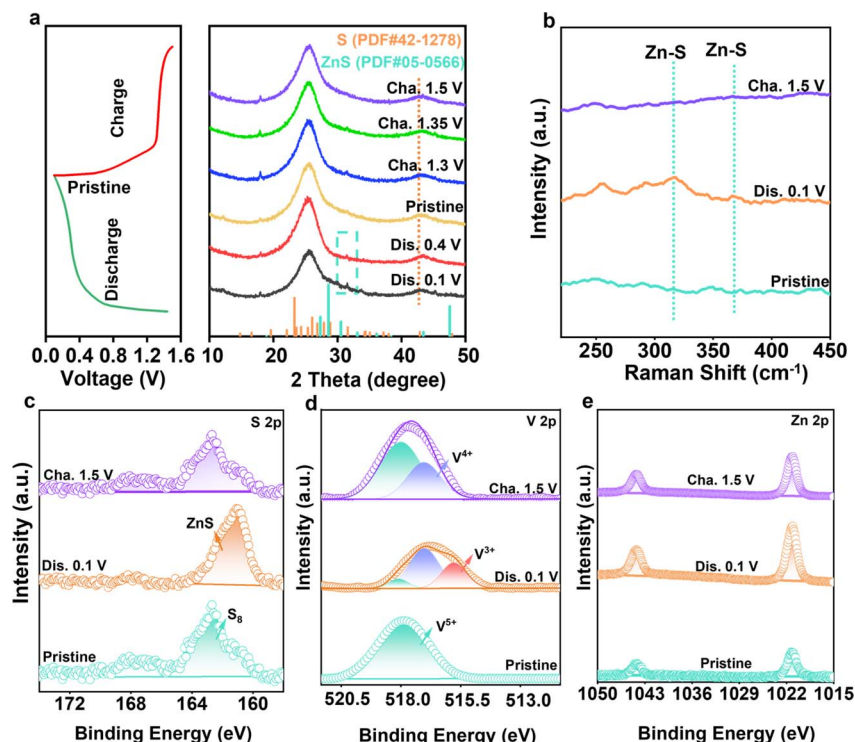 a
Charge
Pristine
Discharge
0.0 0.4 0.8 1.2 1.6
Voltage (V)
S (PDF#42-1278)
ZnS (PDF#05-0566)
Cha. 1.5 V
Cha. 1.35 V
Cha. 1.3 V
Pristine
Dis. 0.4 V
Dis. 0.1 V
10 20 30 40 50
2 Theta (degree)
b
Intensity (a.u.)
Zn-S Zn-S
Cha. 1.5 V
Dis. 0.1 V
Pristine
250 300 350 400 450
Raman Shift (cm⁻¹)
c
S 2p
Intensity (a.u.)
Cha. 1.5 V
ZnS
Dis. 0.1 V
S₈
Pristine
172 168 164 160
Binding Energy (eV)
d
V 2p
Intensity (a.u.)
V⁴⁺
Cha. 1.5 V
V³⁺
Dis. 0.1 V
V⁵⁺
Pristine
520.5 518.0 515.5 513.0
Binding Energy (eV)
e
Zn 2p
Intensity (a.u.)
Cha. 1.5 V
Dis. 0.1 V
Pristine
1050 1043 1036 1029 1022 1015
Binding Energy (eV)